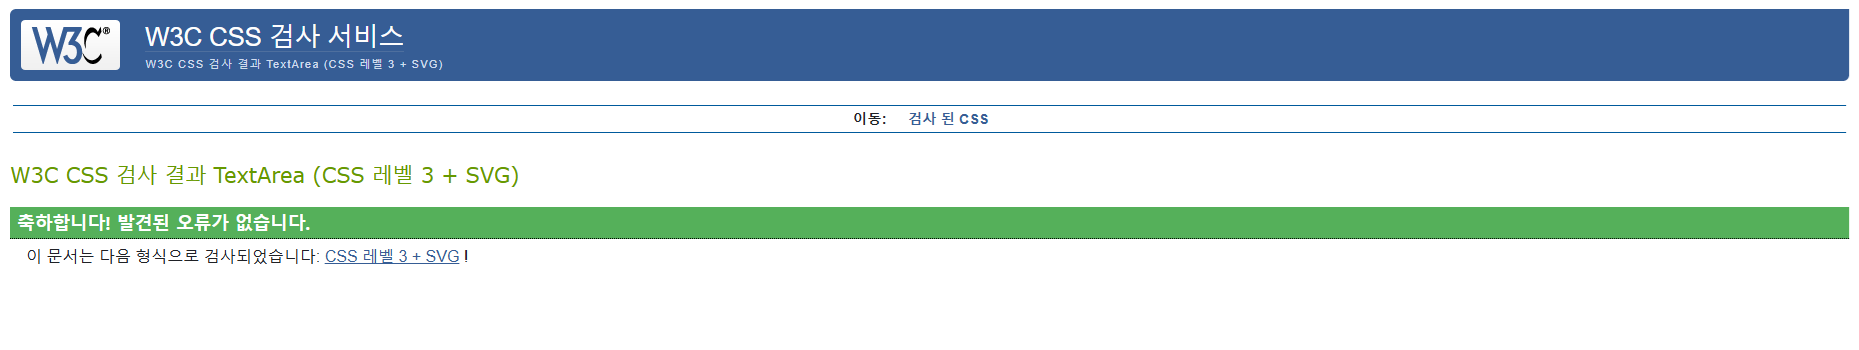 W3C® W3C CSS 검사 서비스
W3C CSS 검사 결과 TextArea (CSS 레벨 3 + SVG)
이동: 검사 된 CSS
W3C CSS 검사 결과 TextArea (CSS 레벨 3 + SVG)
축하합니다! 발견된 오류가 없습니다.
이 문서는 다음 형식으로 검사되었습니다: CSS 레벨 3 + SVG !